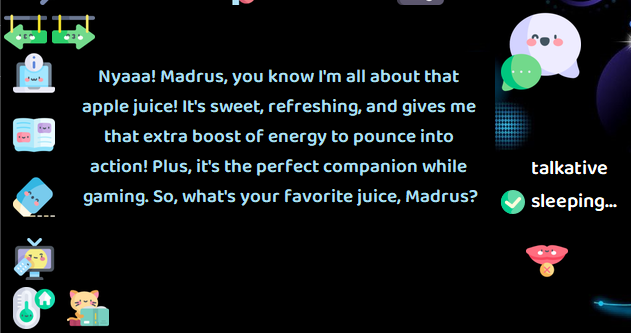 Nyaaa! Madrus, you know I'm all about that
apple juice! It's sweet, refreshing, and gives me
that extra boost of energy to pounce into
action! Plus, it's the perfect companion while
gaming. So, what's your favorite juice, Madrus?
talkative
sleeping...